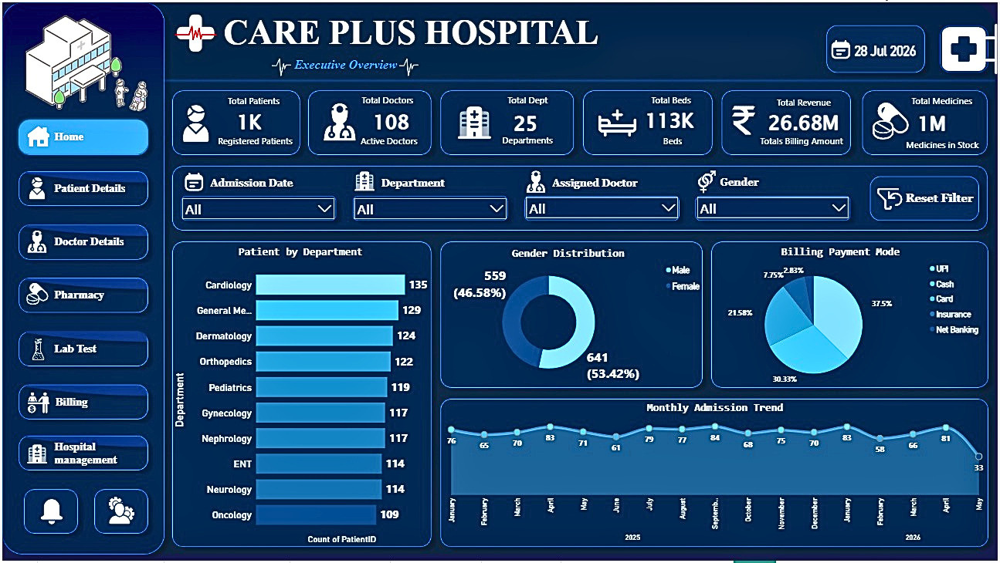 CARE PLUS HOSPITAL
Executive Overview
28 Jul 2026
Home
Patient Details
Doctor Details
Pharmacy
Lab Test
Billing
Hospital
management
Total Patients
1K
Registered Patients
Total Doctors
108
Active Doctors
Total Dept
25
Departments
Total Beds
113K
Beds
Total Revenue
₹ 26.68M
Totals Billing Amount
Total Medicines
1M
Medicines in Stock
Admission Date
All
Department
All
Assigned Doctor
All
Gender
All
Reset Filter
Patient by Department
Department
Cardiology 135
General Me... 129
Dermatology 124
Orthopedics 122
Pediatrics 119
Gynecology 117
Nephrology 117
ENT 114
Neurology 114
Oncology 109
Count of PatientID
Gender Distribution
559
(46.58%)
641
(53.42%)
Male
Female
Billing Payment Mode
7.75% 2.83%
37.5%
21.58%
30.33%
UPI
Cash
Card
Insurance
Net Banking
Monthly Admission Trend
76 65 70 83 71 61 79 77 84 68 75 70 83 58 66 81 33
January February March April May June July August Septemb... October November December January February March April May
2025 2026